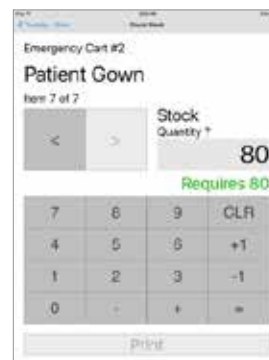 Emergency Cart #2
Patient Gown
Item 7 of 7
Stock
Quantity *
< >
80
Requires 80
7 8 9 CLR
4 5 6 +1
1 2 3 -1
0 - + =
Print